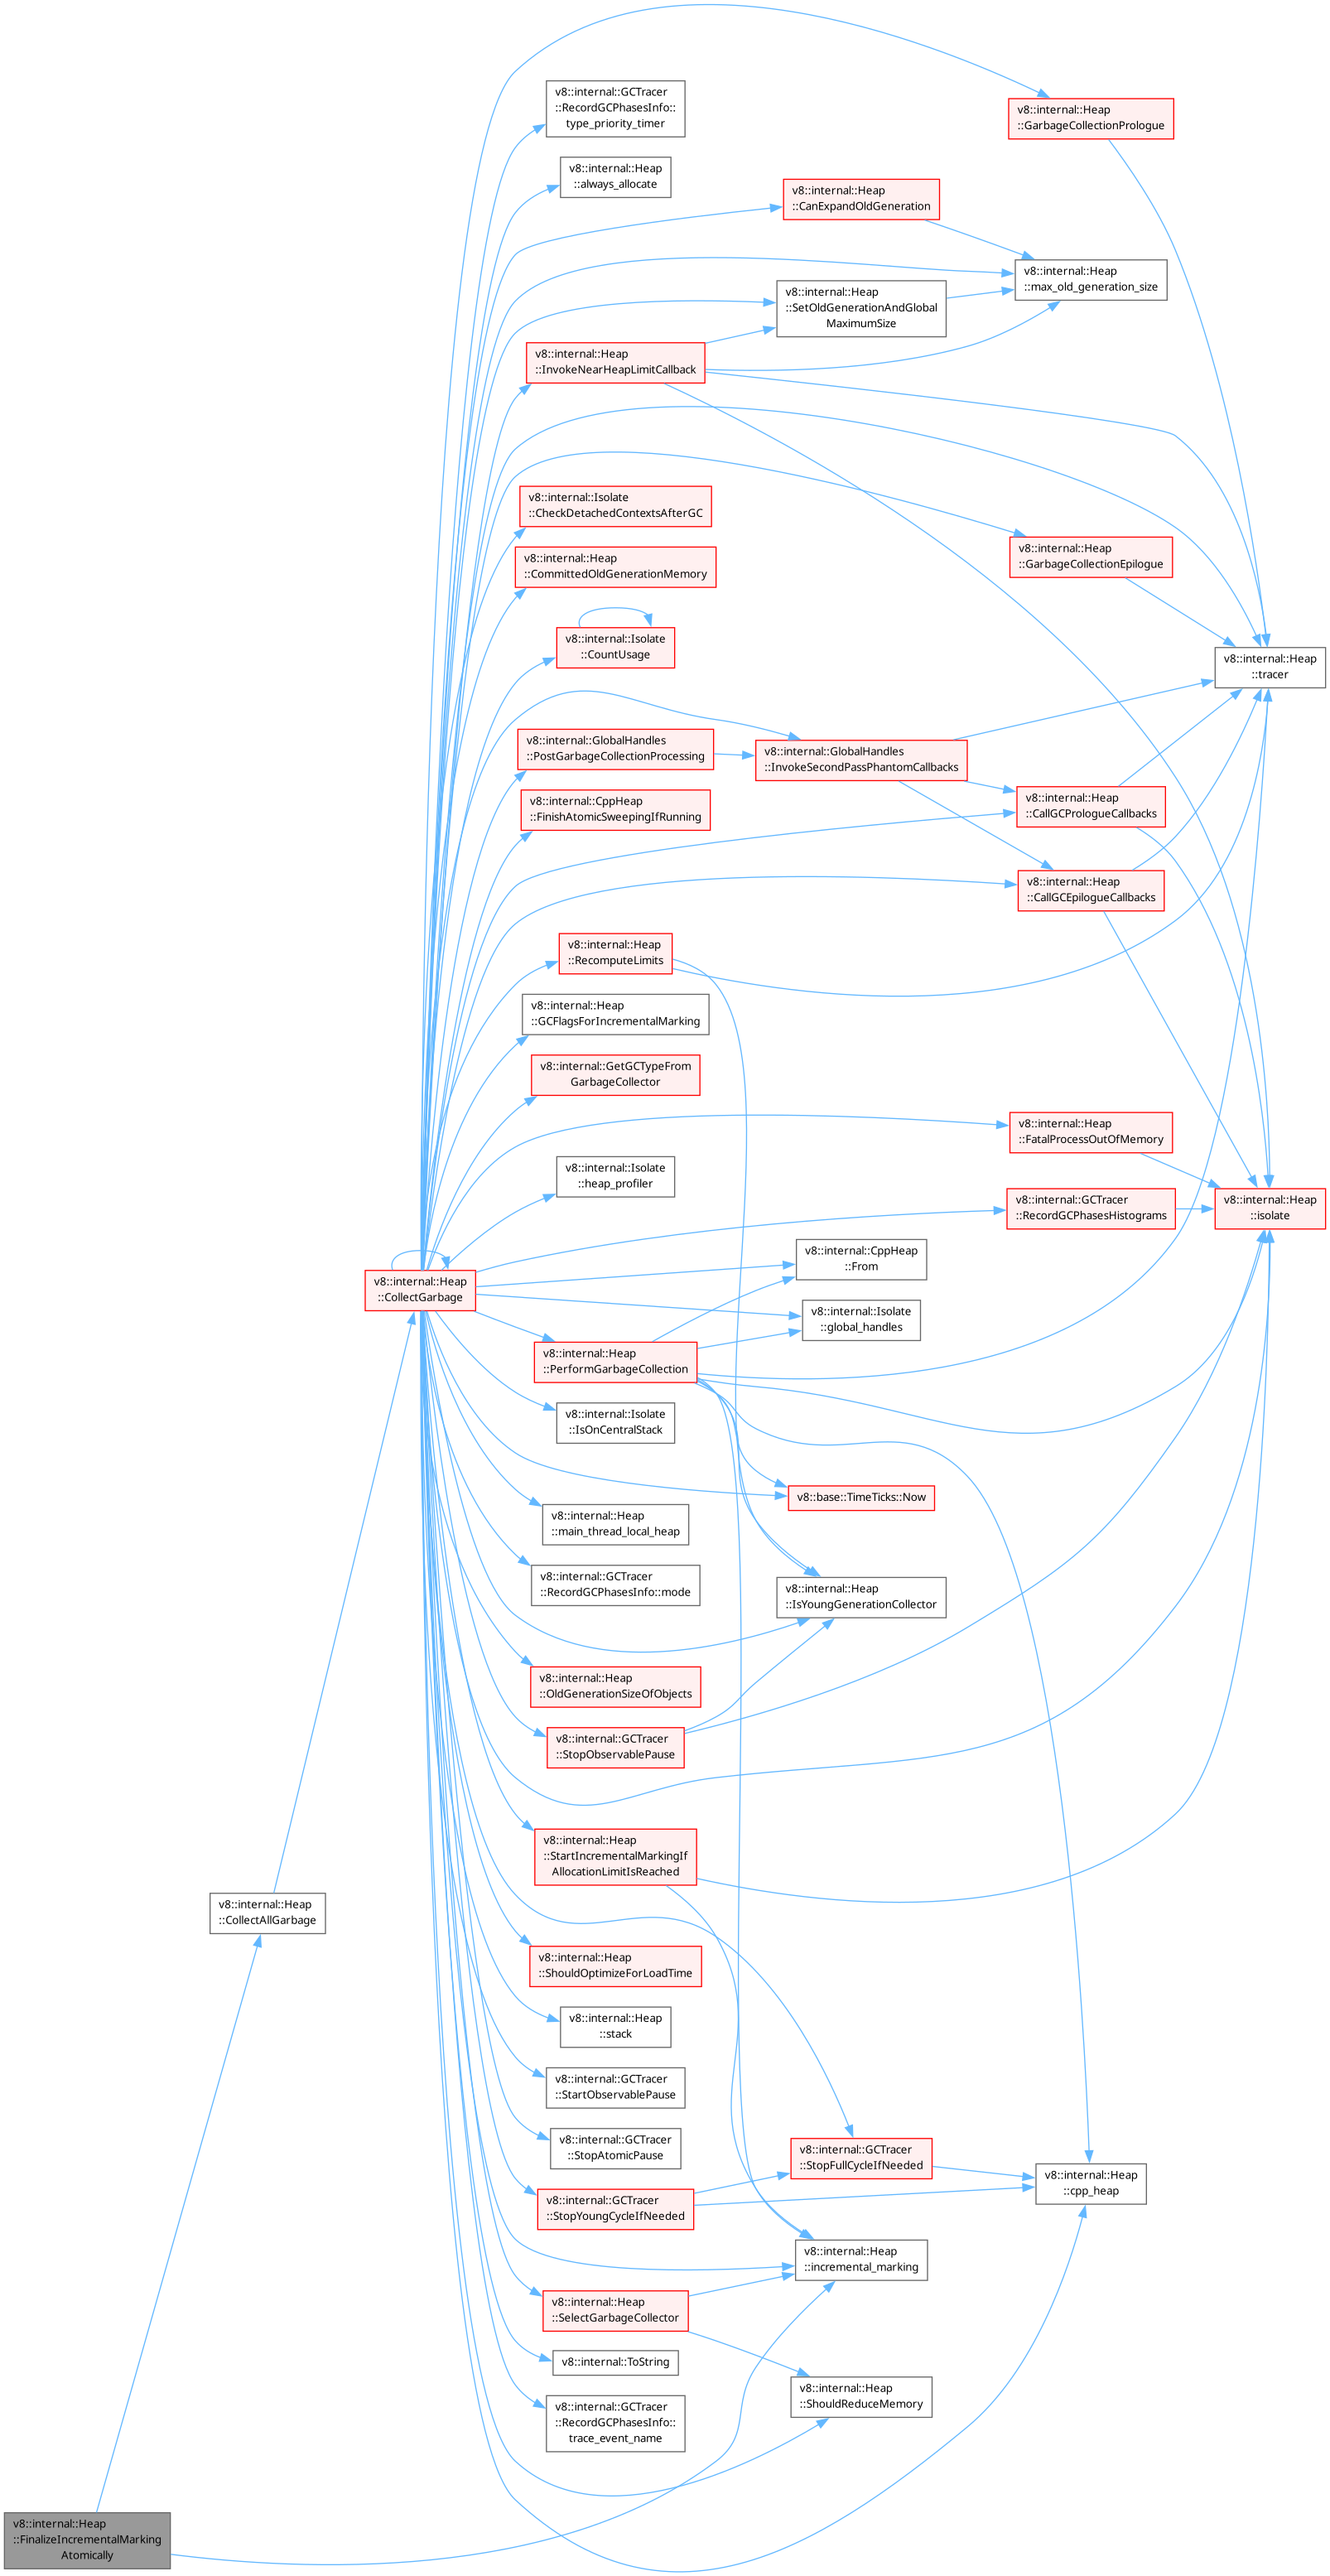 v8::internal::Heap
::GarbageCollectionPrologue
v8::internal::GCTracer
::RecordGCPhasesInfo::
type_priority_timer
v8::internal::Heap
::always_allocate
v8::internal::Heap
::CanExpandOldGeneration
v8::internal::Heap
::max_old_generation_size
v8::internal::Heap
::SetOldGenerationAndGlobal
MaximumSize
v8::internal::Heap
::InvokeNearHeapLimitCallback
v8::internal::Isolate
::CheckDetachedContextsAfterGC
v8::internal::Heap
::GarbageCollectionEpilogue
v8::internal::Heap
::CommittedOldGenerationMemory
v8::internal::Isolate
::CountUsage
v8::internal::Heap
::tracer
v8::internal::GlobalHandles
::PostGarbageCollectionProcessing
v8::internal::GlobalHandles
::InvokeSecondPassPhantomCallbacks
v8::internal::CppHeap
::FinishAtomicSweepingIfRunning
v8::internal::Heap
::CallGCPrologueCallbacks
v8::internal::Heap
::CallGCEpilogueCallbacks
v8::internal::Heap
::RecomputeLimits
v8::internal::Heap
::GCFlagsForIncrementalMarking
v8::internal::GetGCTypeFrom
GarbageCollector
v8::internal::Heap
::FatalProcessOutOfMemory
v8::internal::Isolate
::heap_profiler
v8::internal::GCTracer
::RecordGCPhasesHistograms
v8::internal::Heap
::isolate
v8::internal::CppHeap
::From
v8::internal::Heap
::CollectGarbage
v8::internal::Isolate
::global_handles
v8::internal::Heap
::PerformGarbageCollection
v8::internal::Isolate
::IsOnCentralStack
v8::base::TimeTicks::Now
v8::internal::Heap
::main_thread_local_heap
v8::internal::GCTracer
::RecordGCPhasesInfo::mode
v8::internal::Heap
::IsYoungGenerationCollector
v8::internal::Heap
::OldGenerationSizeOfObjects
v8::internal::GCTracer
::StopObservablePause
v8::internal::Heap
::StartIncrementalMarkingIf
AllocationLimitIsReached
v8::internal::Heap
::CollectAllGarbage
v8::internal::Heap
::ShouldOptimizeForLoadTime
v8::internal::Heap
::stack
v8::internal::GCTracer
::StartObservablePause
v8::internal::GCTracer
::StopAtomicPause
v8::internal::GCTracer
::StopFullCycleIfNeeded
v8::internal::Heap
::cpp_heap
v8::internal::GCTracer
::StopYoungCycleIfNeeded
v8::internal::Heap
::incremental_marking
v8::internal::Heap
::SelectGarbageCollector
v8::internal::ToString
v8::internal::Heap
::ShouldReduceMemory
v8::internal::GCTracer
::RecordGCPhasesInfo::
trace_event_name
v8::internal::Heap
::FinalizeIncrementalMarking
Atomically